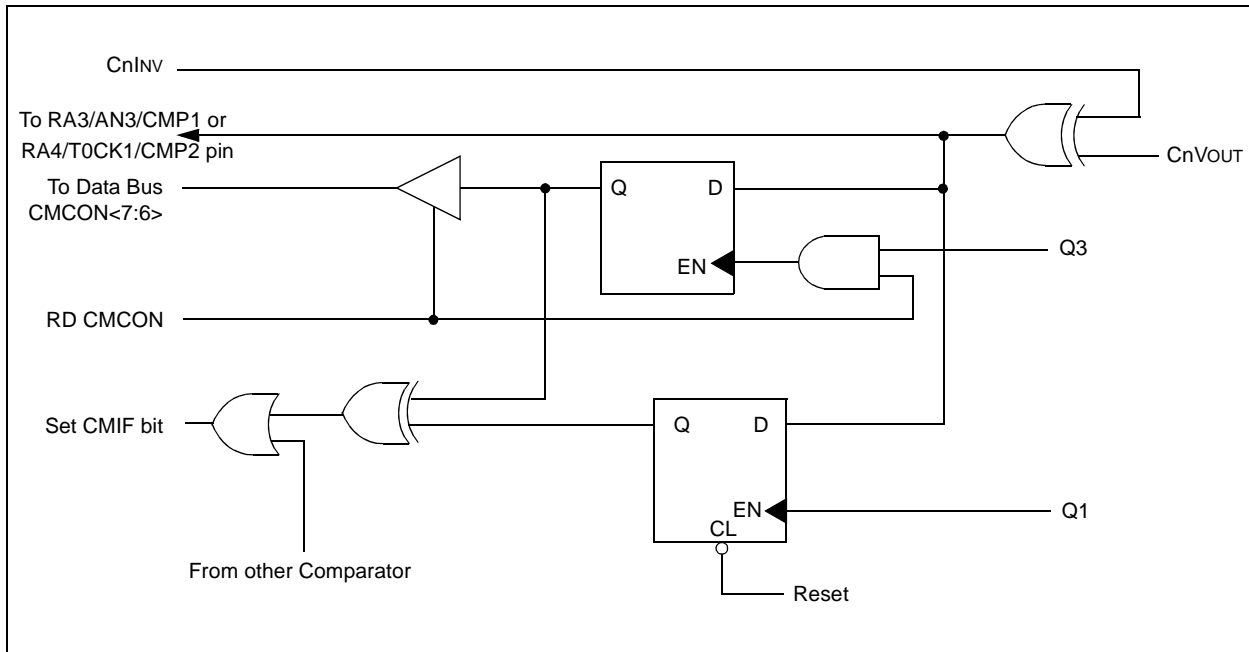 CnINV
To RA3/AN3/CMP1 or
RA4/T0CK1/CMP2 pin
CnVOUT
To Data Bus
CMCON<7:6>
Q D
EN
Q3
RD CMCON
Set CMIF bit
Q D
EN
CL
Q1
From other Comparator
Reset